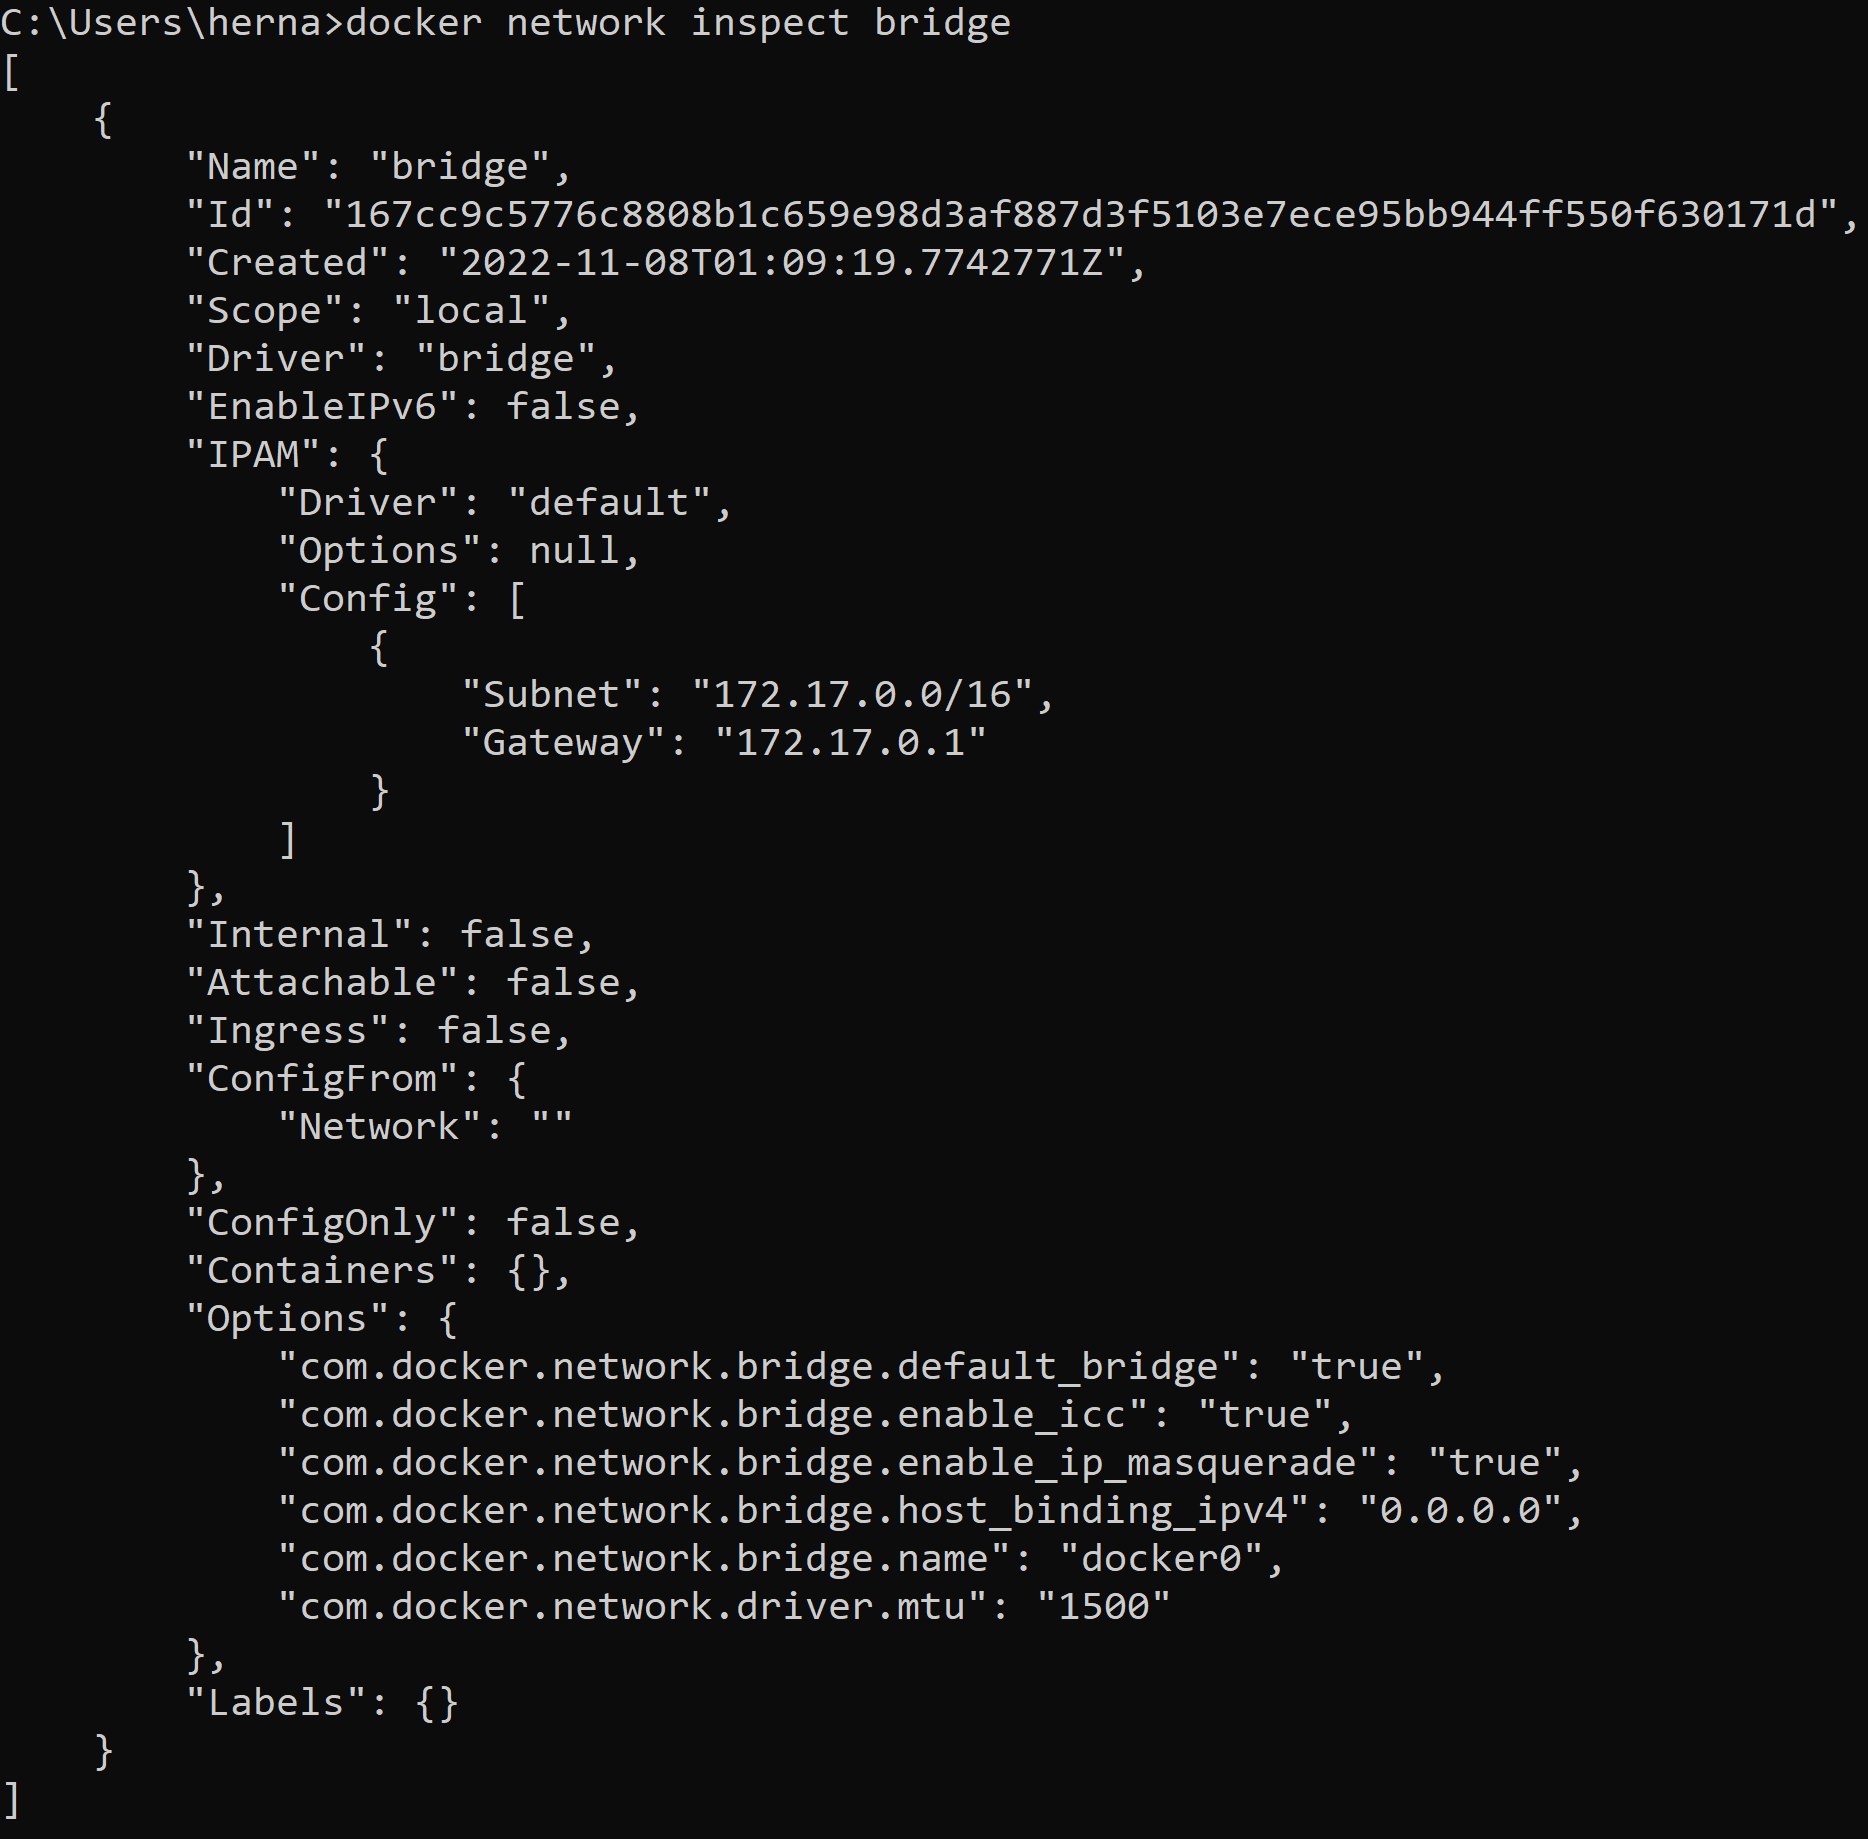 C:\Users\herna>docker network inspect bridge
[
    {
        "Name": "bridge",
        "Id": "167cc9c5776c8808b1c659e98d3af887d3f5103e7ece95bb944ff550f630171d",
        "Created": "2022-11-08T01:09:19.7742771Z",
        "Scope": "local",
        "Driver": "bridge",
        "EnableIPv6": false,
        "IPAM": {
            "Driver": "default",
            "Options": null,
            "Config": [
                {
                    "Subnet": "172.17.0.0/16",
                    "Gateway": "172.17.0.1"
                }
            ]
        },
        "Internal": false,
        "Attachable": false,
        "Ingress": false,
        "ConfigFrom": {
            "Network": ""
        },
        "ConfigOnly": false,
        "Containers": {},
        "Options": {
            "com.docker.network.bridge.default_bridge": "true",
            "com.docker.network.bridge.enable_icc": "true",
            "com.docker.network.bridge.enable_ip_masquerade": "true",
            "com.docker.network.bridge.host_binding_ipv4": "0.0.0.0",
            "com.docker.network.bridge.name": "docker0",
            "com.docker.network.driver.mtu": "1500"
        },
        "Labels": {}
    }
]